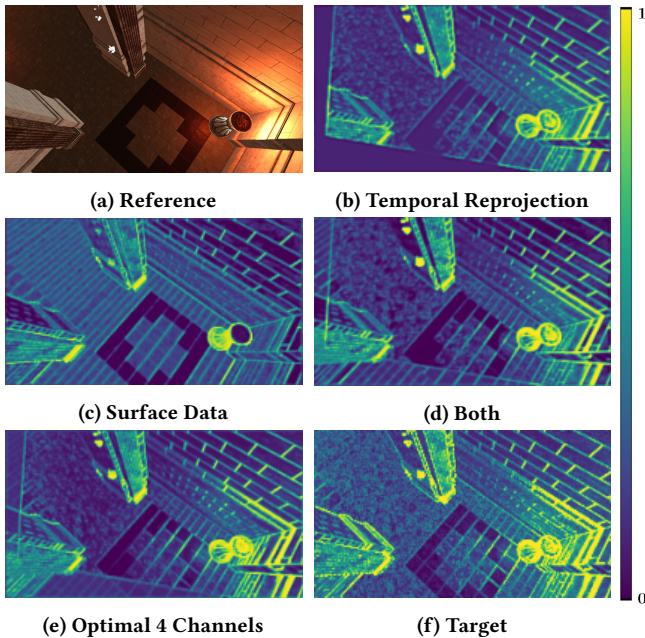 1
(a) Reference
(b) Temporal Reprojection
(c) Surface Data
(d) Both
(e) Optimal 4 Channels
(f) Target
0